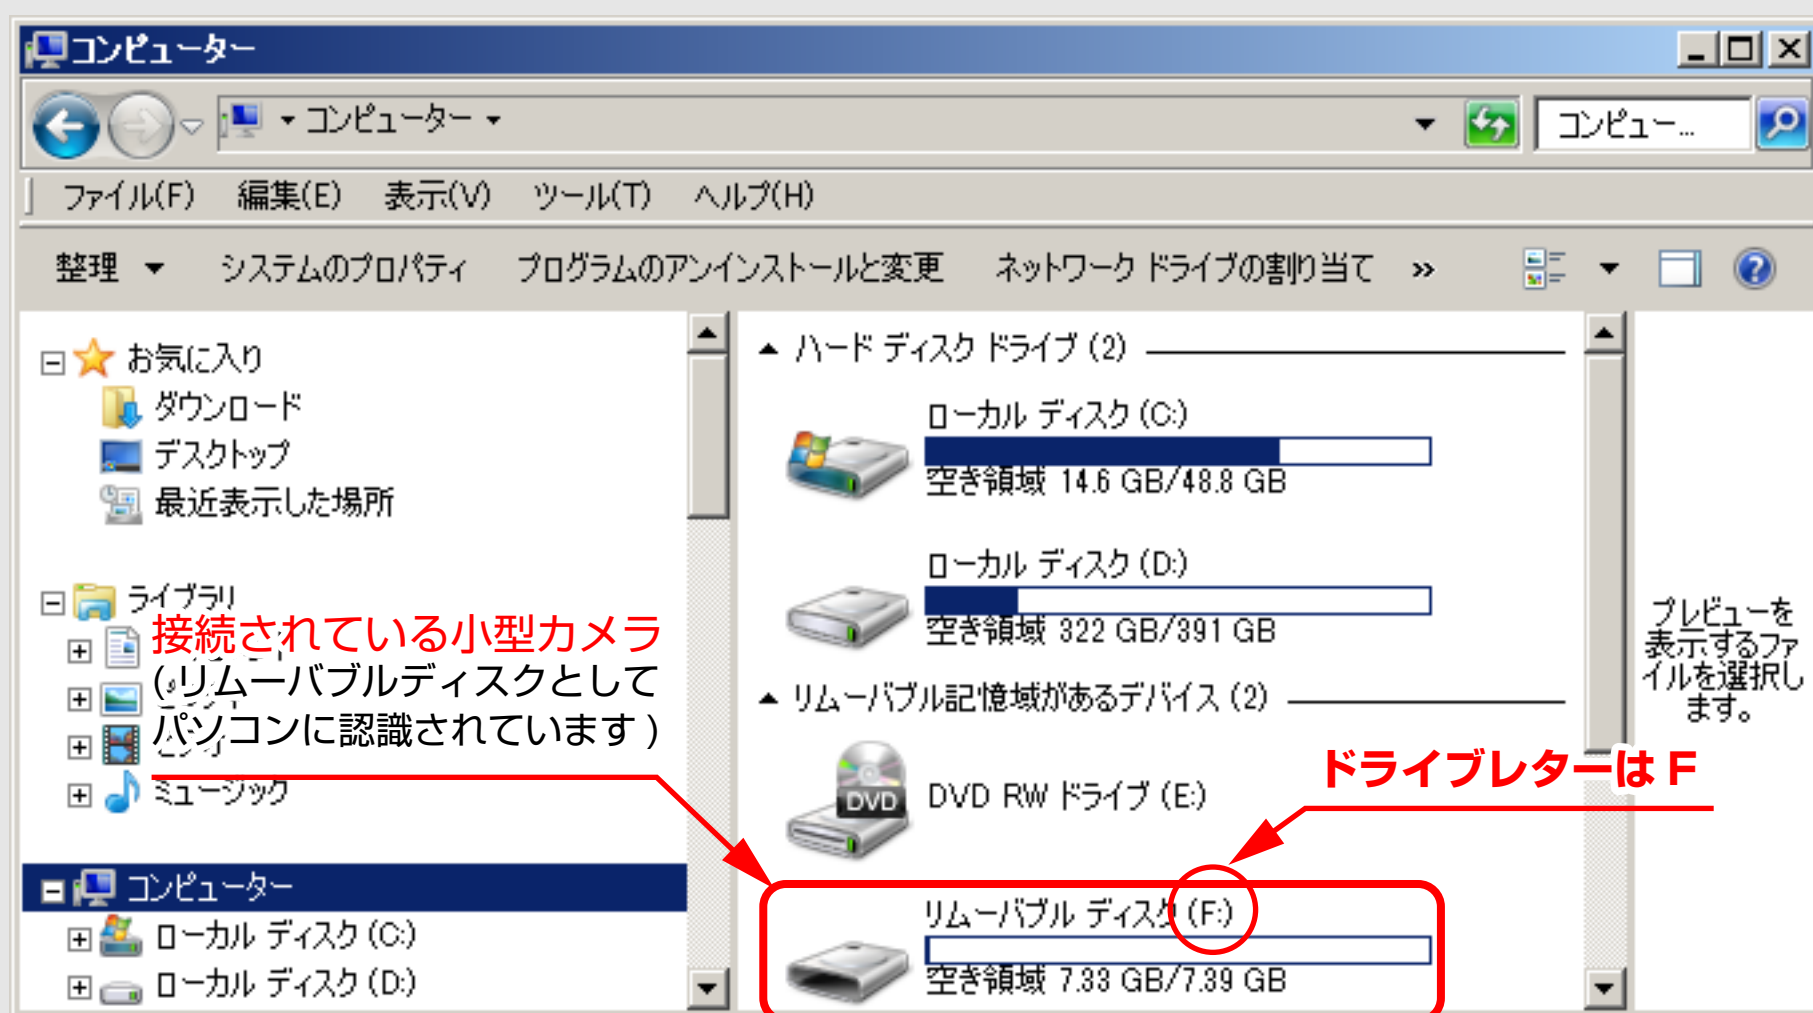 コンピューター
コンピューター
コンピュー...
ファイル(F) 編集(E) 表示(V) ツール(T) ヘルプ(H)
整理 システムのプロパティ プログラムのアンインストールと変更 ネットワーク ドライブの割り当て »
お気に入り
ダウンロード
デスクトップ
最近表示した場所
ライブラリ
接続されている小型カメラ
(リムーバブルディスクとして
パソコンに認識されています)
ミュージック
コンピューター
ローカル ディスク (C:)
ローカル ディスク (D:)
ハード ディスク ドライブ (2)
ローカル ディスク (C:)
空き領域 14.6 GB/48.8 GB
ローカル ディスク (D:)
空き領域 322 GB/391 GB
リムーバブル記憶域があるデバイス (2)
ドライブレターは F
DVD
DVD RW ドライブ (E:)
リムーバブル ディスク (F:)
空き領域 7.33 GB/7.39 GB
プレビューを
表示するファ
イルを選択し
ます。